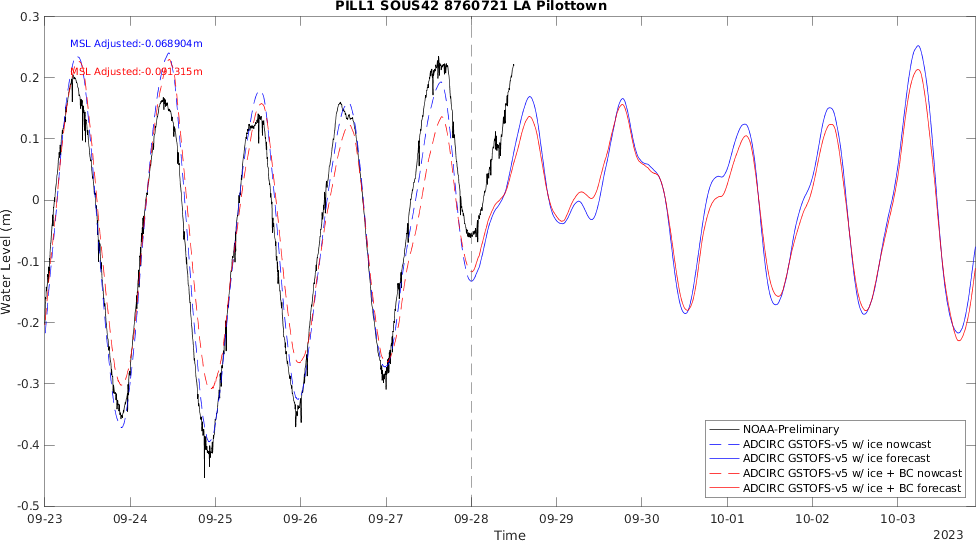 PILL1 SOUS42 8760721 LA Pilottown
0.3
0.2
0.1
0
-0.1
-0.2
-0.3
-0.4
-0.5
Water Level (m)
MSL Adjusted:-0.068904m
MSL Adjusted:-0.091315m
NOAA-Preliminary
ADCIRC GSTOFS-v5 w/ ice nowcast
ADCIRC GSTOFS-v5 w/ ice forecast
ADCIRC GSTOFS-v5 w/ ice + BC nowcast
ADCIRC GSTOFS-v5 w/ ice + BC forecast
09-23 09-24 09-25 09-26 09-27 09-28 09-29 09-30 10-01 10-02 10-03
Time
2023